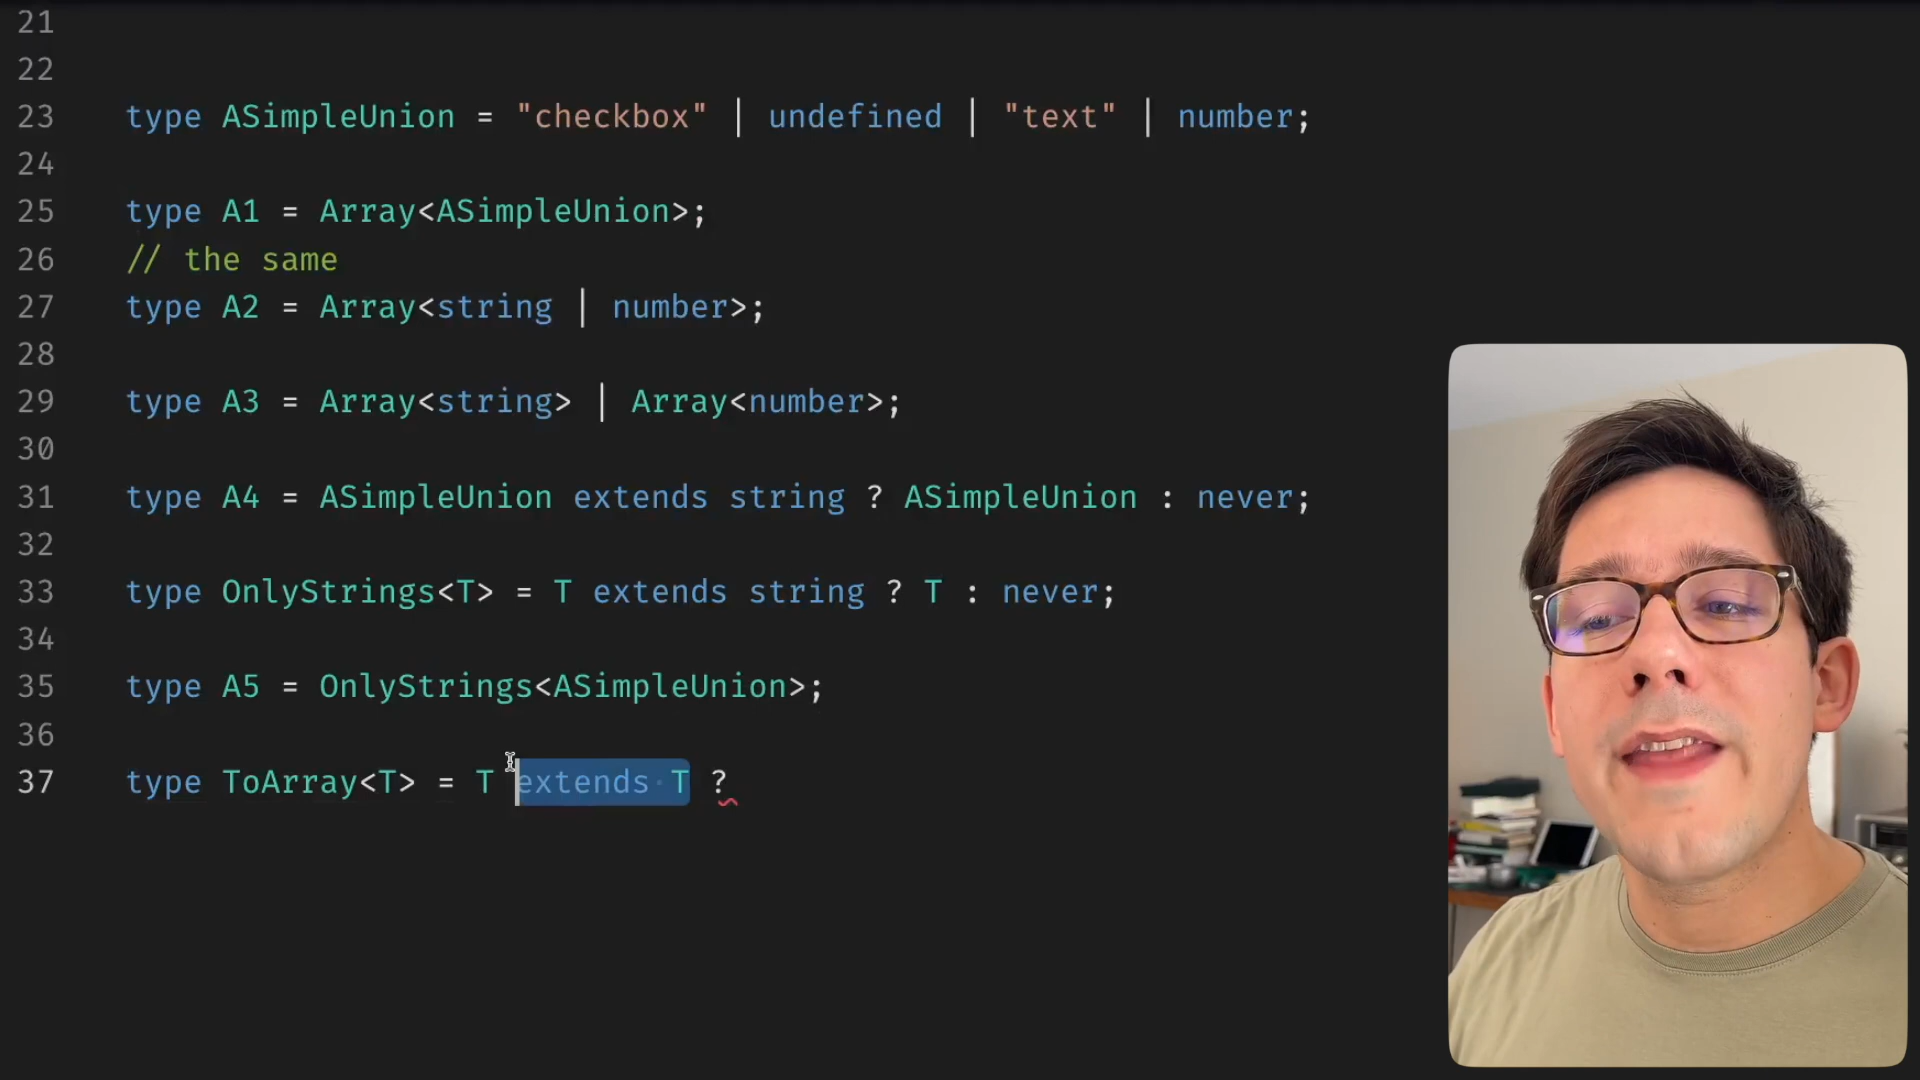 21
22
23 type ASimpleUnion = "checkbox" | undefined | "text" | number;
24
25 type A1 = Array<ASimpleUnion>;
26 // the same
27 type A2 = Array<string | number>;
28
29 type A3 = Array<string> | Array<number>;
30
31 type A4 = ASimpleUnion extends string ? ASimpleUnion : never;
32
33 type OnlyStrings<T> = T extends string ? T : never;
34
35 type A5 = OnlyStrings<ASimpleUnion>;
36
37 type ToArray<T> = T extends T ?